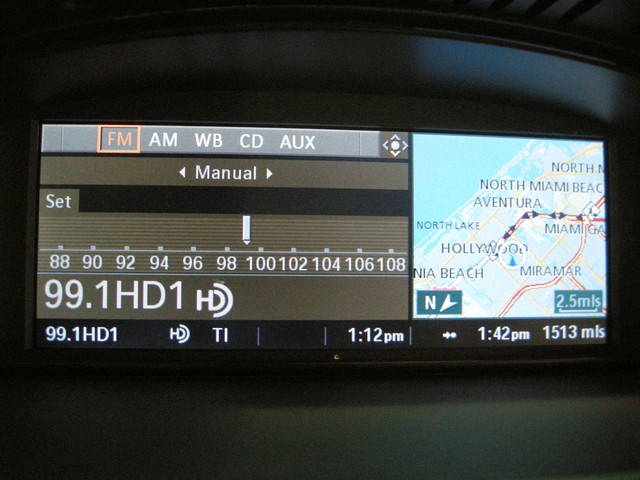 FM AM WB CD AUX
Manual
Set
88 90 92 94 96 98 100 102 104 106 108
99.1HD1 HD
99.1HD1 HD TI 1:12pm 1:42pm 1513 mls
NORTH
NORTH MIAMI BEAC
AVENTURA
NORTH LAKE
MIAMI GA
HOLLYWOOD
NIA BEACH
MIRAMAR
N
2.5mls